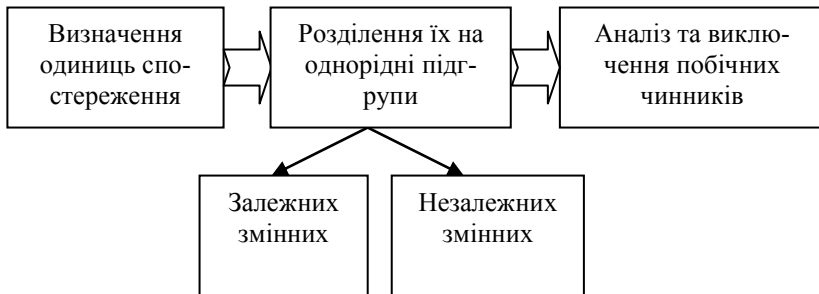 Визначення
одиниць спо-
стереження
Розділення їх на
однорідні підг-
рупи
Аналіз та виклю-
чення побічних
чинників
Залежних
змінних
Незалежних
змінних